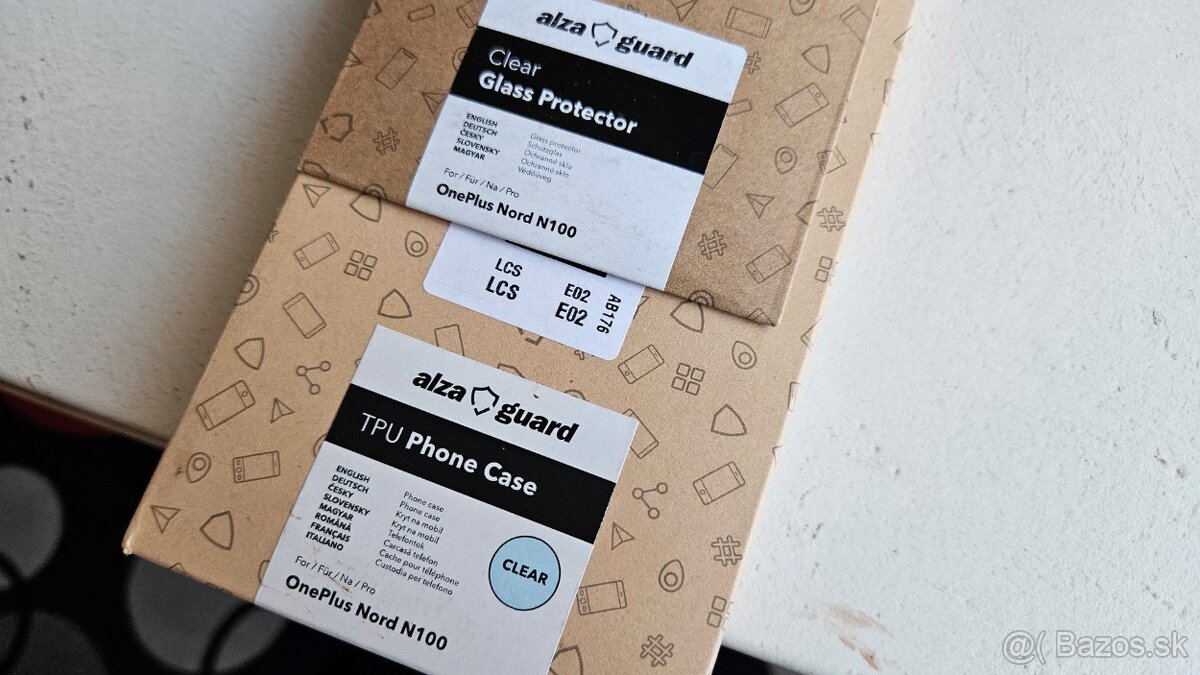 alza guard
Clear
Glass Protector
ENGLISH Glass protector
DEUTSCH Schutzglas
ČESKY Ochranné sklo
SLOVENSKY Ochranné sklo
MAGYAR Védőüveg
For / Für / Na / Pro
OnePlus Nord N100
LCS E02
LCS E02
AB176
alza guard
TPU Phone Case
ENGLISH Phone case
DEUTSCH Phone case
ČESKY Kryt na mobil
SLOVENSKY Kryt na mobil
MAGYAR Telefontok
ROMÂNĂ Carcasă telefon
FRANÇAIS Cache pour téléphone
ITALIANO Custodia per telefono
CLEAR
For / Für / Na / Pro
OnePlus Nord N100
@( Bazos.sk